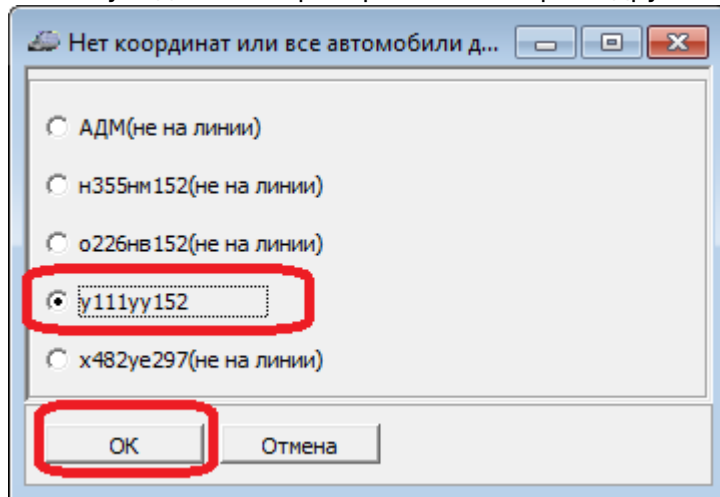 Нет координат или все автомобили д...
АДМ(не на линии)
н355нм152(не на линии)
о226нв152(не на линии)
у111уу152
х482уе297(не на линии)
ОК
Отмена